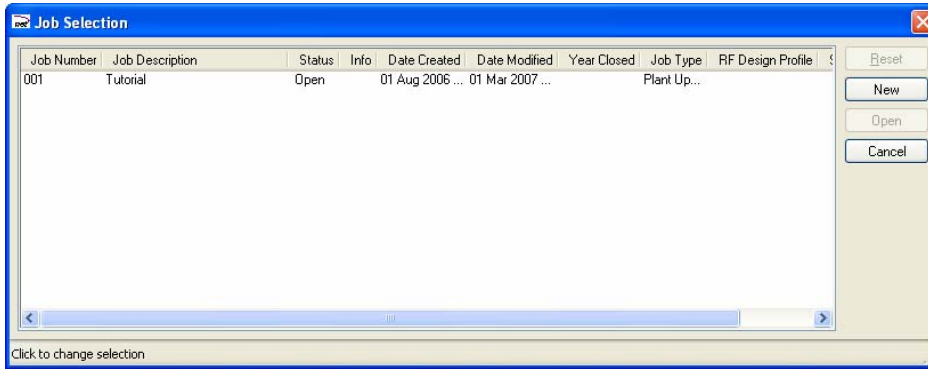 Job Selection
Job Number Job Description Status Info Date Created Date Modified Year Closed Job Type RF Design Profile
001 Tutorial Open 01 Aug 2006 ... 01 Mar 2007 ... Plant Up...
Reset
New
Open
Cancel
Click to change selection